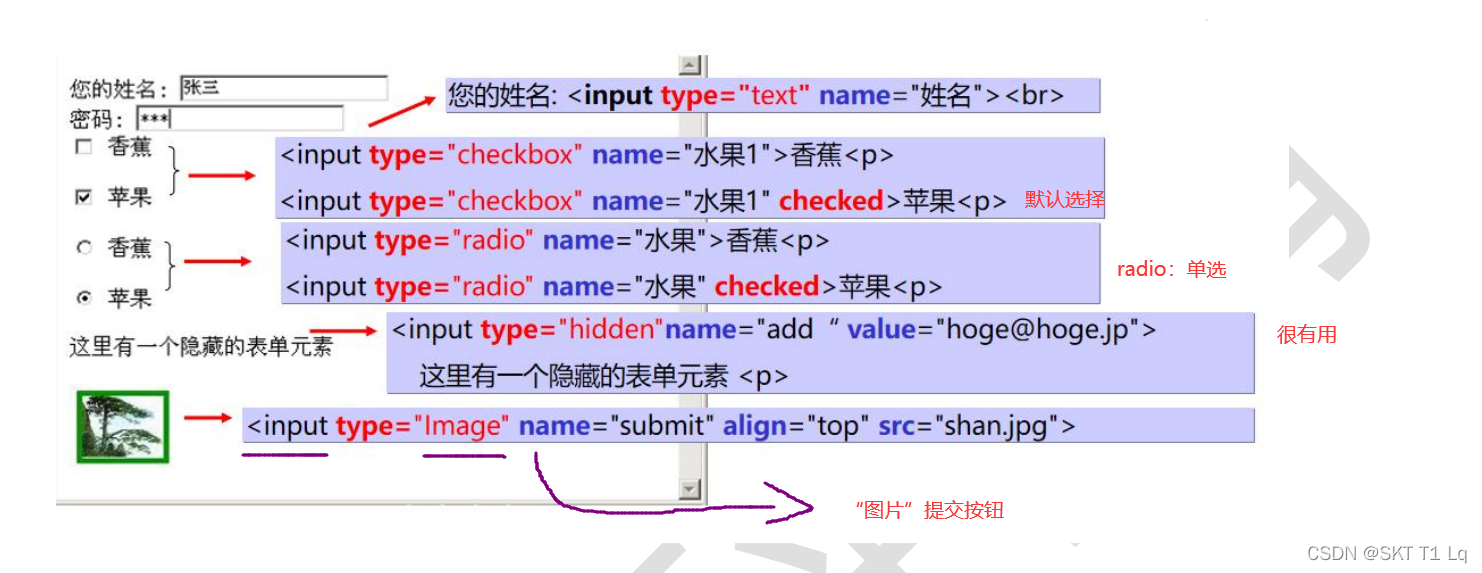 您的姓名：张三
您的姓名: <input type="text" name="姓名"><br>
密码：***
香蕉
<input type="checkbox" name="水果1">香蕉<p>
苹果
<input type="checkbox" name="水果1" checked>苹果<p>
默认选择
香蕉
<input type="radio" name="水果">香蕉<p>
radio：单选
苹果
<input type="radio" name="水果" checked>苹果<p>
<input type="hidden"name="add “ value="hoge@hoge.jp">
很有用
这里有一个隐藏的表单元素
这里有一个隐藏的表单元素 <p>
<input type="Image" name="submit" align="top" src="shan.jpg">
“图片”提交按钮
CSDN @SKT T1 Lq